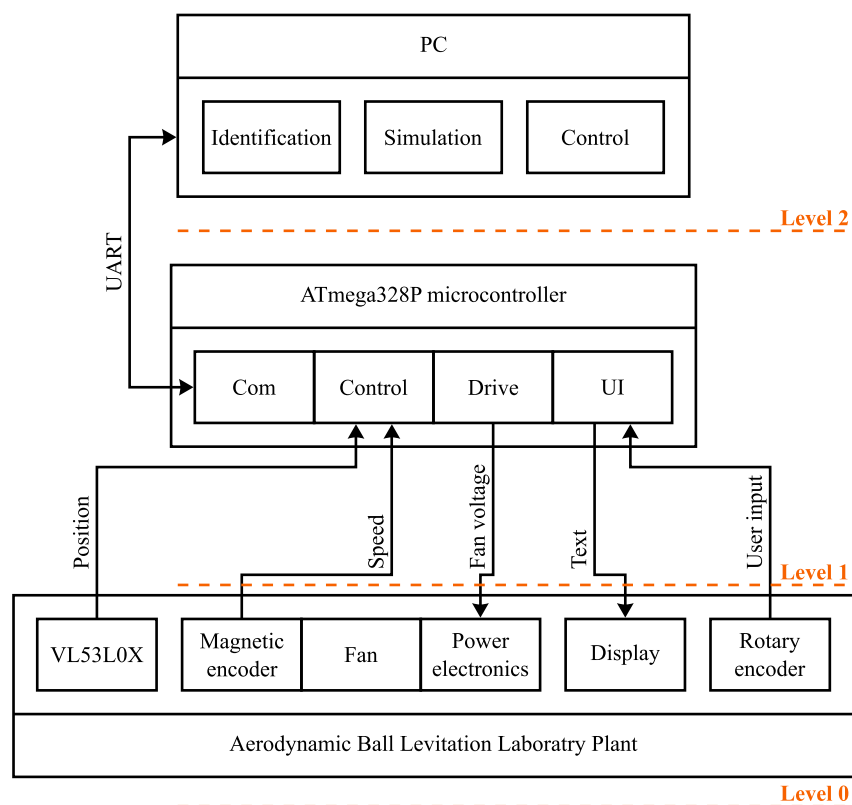 PC
Identification
Simulation
Control
Level 2
UART
ATmega328P microcontroller
Com
Control
Drive
UI
Position
Speed
Fan voltage
Text
User input
Level 1
VL53L0X
Magnetic
encoder
Fan
Power
electronics
Display
Rotary
encoder
Aerodynamic Ball Levitation Laboratry Plant
Level 0